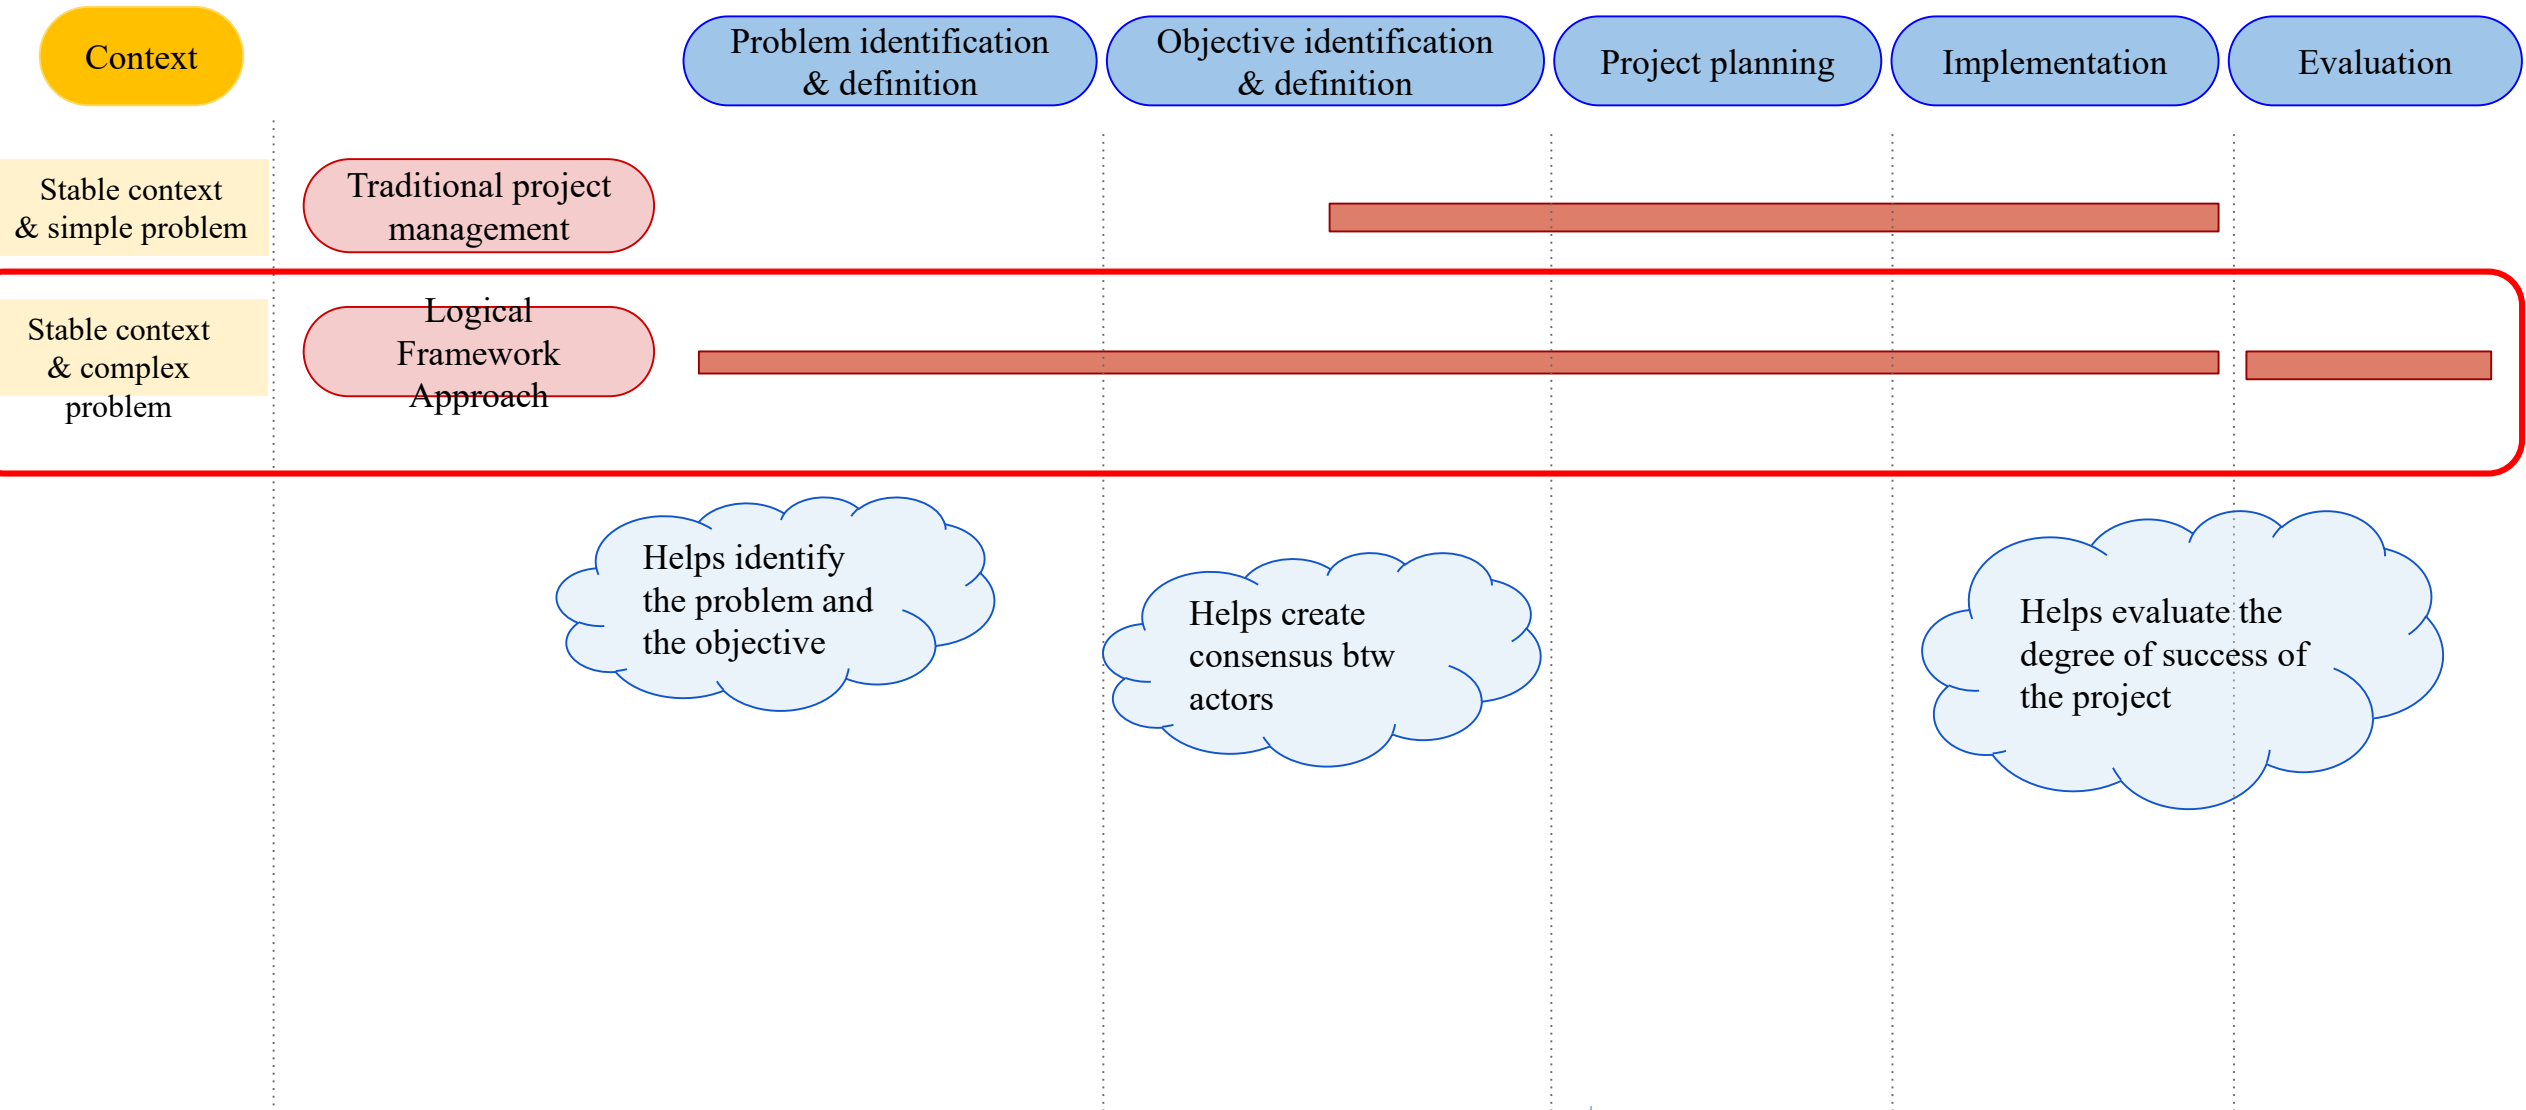 Context
Problem identification
& definition
Objective identification
& definition
Project planning
Implementation
Evaluation
Stable context
& simple problem
Traditional project
management
Stable context
& complex
problem
Logical
Framework
Approach
Helps identify
the problem and
the objective
Helps create
consensus btw
actors
Helps evaluate the
degree of success of
the project